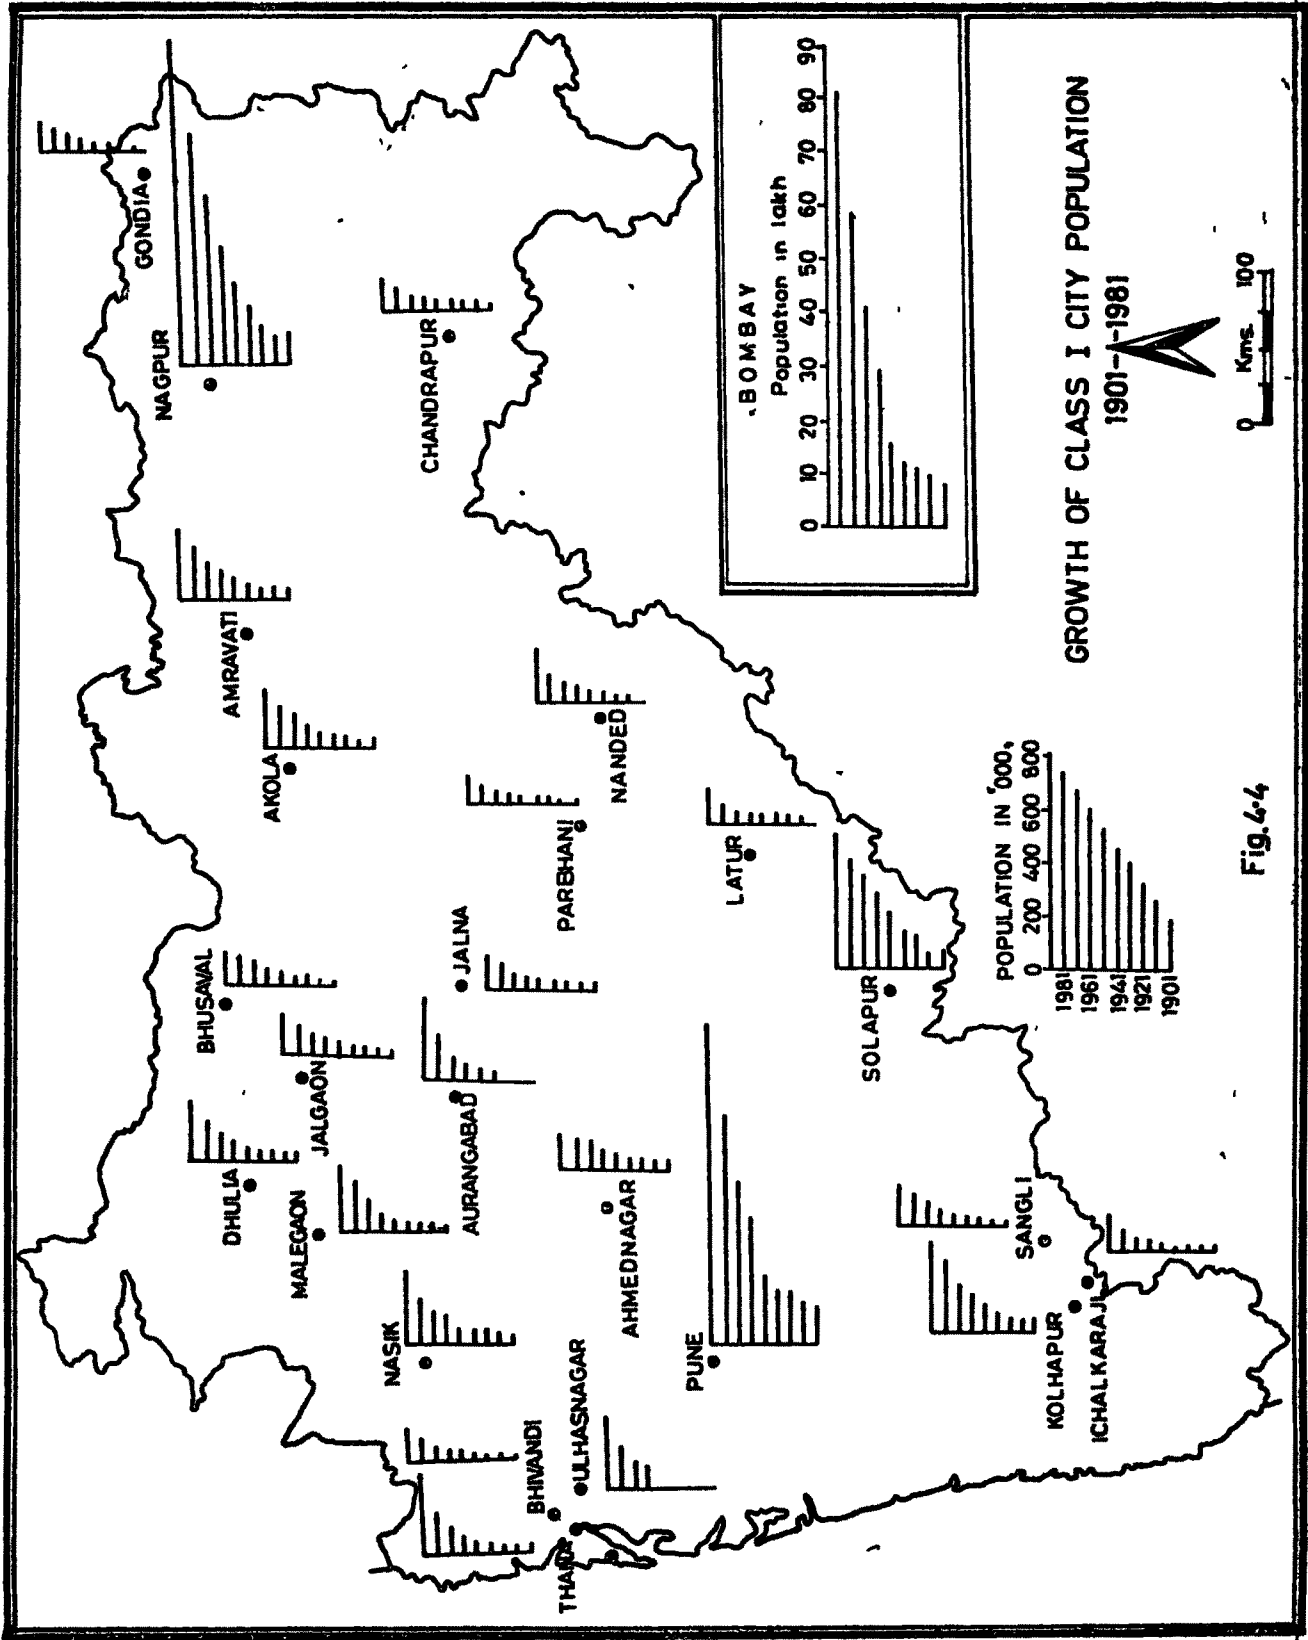 GONDIA
NAGPUR
CHANDRAPUR
AMRAVATI
AKOLA
NANDED
PARBHANI
LATUR
BHUSAVAL
JALNA
JALGAON
SOLAPUR
DHULIA
AURANGABAD
MALEGAON
AHMEDNAGAR
NASIK
PUNE
SANGLI
KOLHAPUR
ICHALKARAJI
BHIVANDI
ULHASNAGAR
THANA
BOMBAY
Population in lakh
0 10 20 30 40 50 60 70 80 90
GROWTH OF CLASS I CITY POPULATION
1901--1981
Kms.
0 100
POPULATION IN '000,
0 200 400 600 800
1981
1961
1941
1921
1901
Fig.4·4